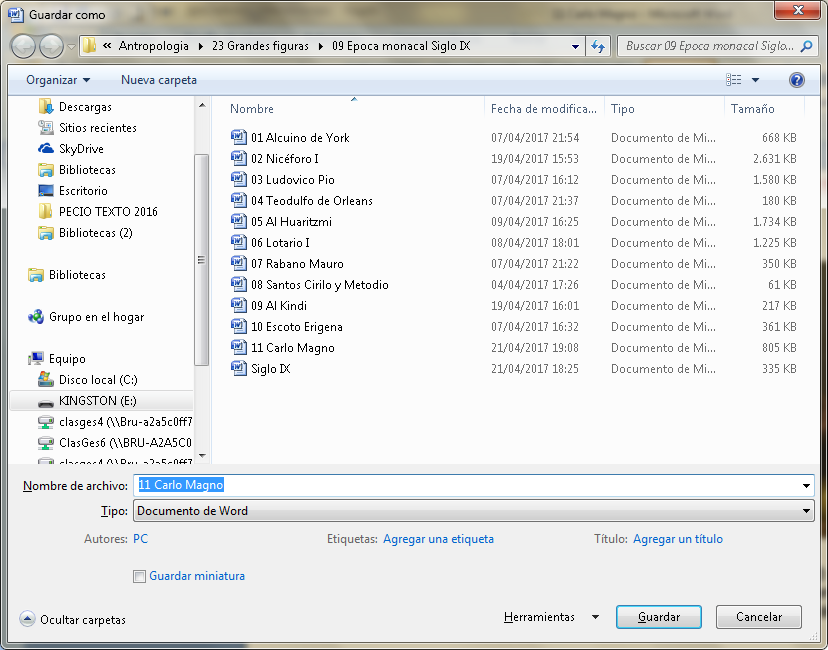 Guardar como
« Antropologia ▸ 23 Grandes figuras ▸ 09 Epoca monacal Siglo IX
Buscar 09 Epoca monacal Siglo...
Organizar Nueva carpeta
Nombre Fecha de modifica... Tipo Tamaño
Descargas
Sitios recientes
SkyDrive
Bibliotecas
Escritorio
PECIO TEXTO 2016
Bibliotecas (2)
Bibliotecas
Grupo en el hogar
Equipo
Disco local (C:)
KINGSTON (E:)
clasges4 (\\Bru-a2a5c0ff7
ClasGes6 (\\BRU-A2A5C0
clasges4 (\\Bru-a2a5c0ff7
01 Alcuino de York 07/04/2017 21:54 Documento de Mi... 668 KB
02 Nicéforo I 19/04/2017 15:53 Documento de Mi... 2.631 KB
03 Ludovico Pio 07/04/2017 16:12 Documento de Mi... 1.580 KB
04 Teodulfo de Orleans 07/04/2017 21:37 Documento de Mi... 180 KB
05 Al Huaritzmi 09/04/2017 16:25 Documento de Mi... 1.734 KB
06 Lotario I 08/04/2017 18:01 Documento de Mi... 1.225 KB
07 Rabano Mauro 07/04/2017 21:22 Documento de Mi... 350 KB
08 Santos Cirilo y Metodio 04/04/2017 17:26 Documento de Mi... 61 KB
09 Al Kindi 19/04/2017 16:01 Documento de Mi... 217 KB
10 Escoto Erigena 07/04/2017 16:32 Documento de Mi... 361 KB
11 Carlo Magno 21/04/2017 19:08 Documento de Mi... 805 KB
Siglo IX 21/04/2017 18:25 Documento de Mi... 335 KB
Nombre de archivo: 11 Carlo Magno
Tipo: Documento de Word
Autores: PC Etiquetas: Agregar una etiqueta Título: Agregar un título
Guardar miniatura
Ocultar carpetas Herramientas Guardar Cancelar